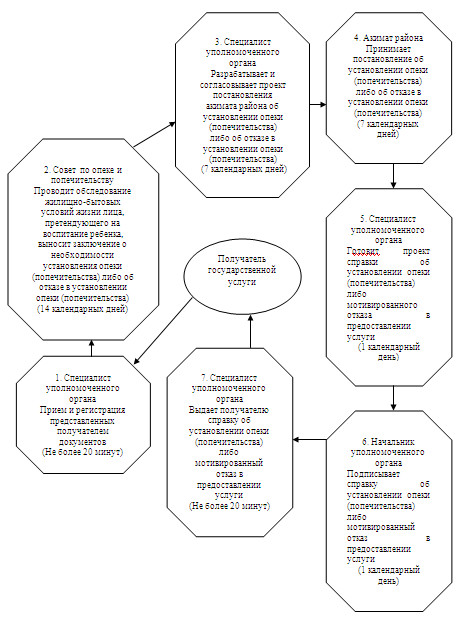 1. Специалист
уполномоченного
органа
Прием и регистрация
представленных
получателем
документов
(Не более 20 минут)
2. Совет по опеке и
попечительству
Проводит обследование
жилищно-бытовых
условий жизни лица,
претендующего на
воспитание ребенка,
выносит заключение о
необходимости
установления опеки
(попечительства) либо об
отказе в установлении
опеки (попечительства)
(14 календарных дней)
3. Специалист
уполномоченного
органа
Разрабатывает и
согласовывает проект
постановления
акимата района об
установлении опеки
(попечительства)
либо об отказе в
установлении опеки
(попечительства)
(7 календарных дней)
4. Акимат района
Принимает
постановление об
установлении опеки
(попечительства)
либо об отказе в
установлении опеки
(попечительства)
(7 календарных
дней)
5. Специалист
уполномоченного
органа
Готовит проект
справки об
установлении опеки
(попечительства)
либо
мотивированного
отказа в
предоставлении
услуги
(1 календарный
день)
6. Начальник
уполномоченного
органа
Подписывает
справку об
установлении опеки
(попечительства)
либо
мотивированный
отказ в
предоставлении
услуги
(1 календарный
день)
7. Специалист
уполномоченного
органа
Выдает получателю
справку об
установлении опеки
(попечительства)
либо
мотивированный
отказ в
предоставлении
услуги
(Не более 20 минут)
Получатель
государственной
услуги